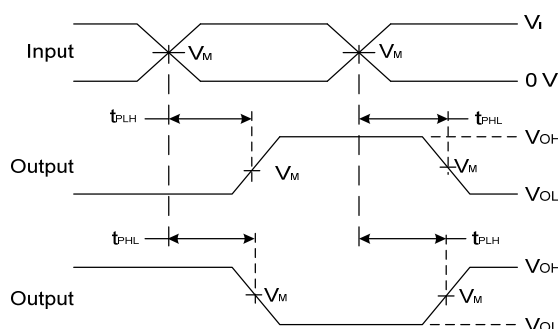 Input VM VM VI
0 V
tPLH tPHL
Output VM VM VOH
VOL
tPHL tPLH
Output VM VM VOH
VOL